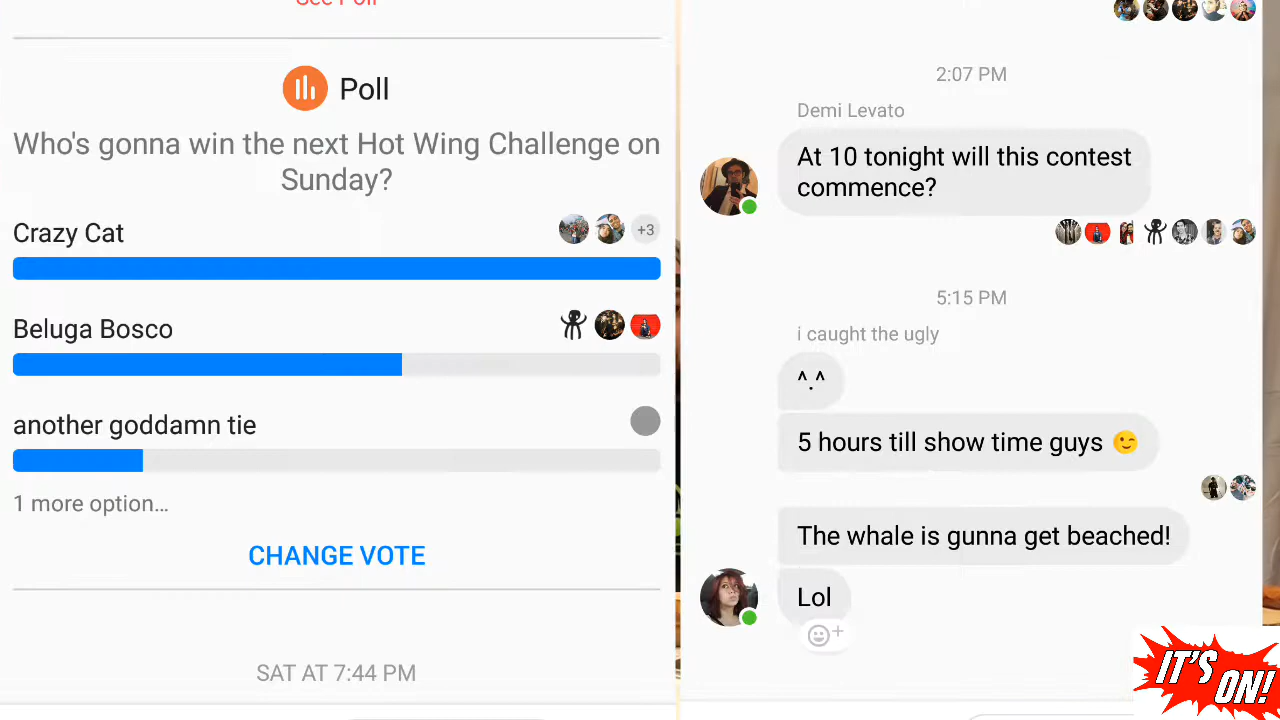 See Poll
Poll
Who's gonna win the next Hot Wing Challenge on
Sunday?
Crazy Cat
+3
Beluga Bosco
another goddamn tie
1 more option...
CHANGE VOTE
SAT AT 7:44 PM
2:07 PM
Demi Levato
At 10 tonight will this contest
commence?
5:15 PM
i caught the ugly
^.^
5 hours till show time guys 😉
The whale is gunna get beached!
Lol
IT'S
ON!